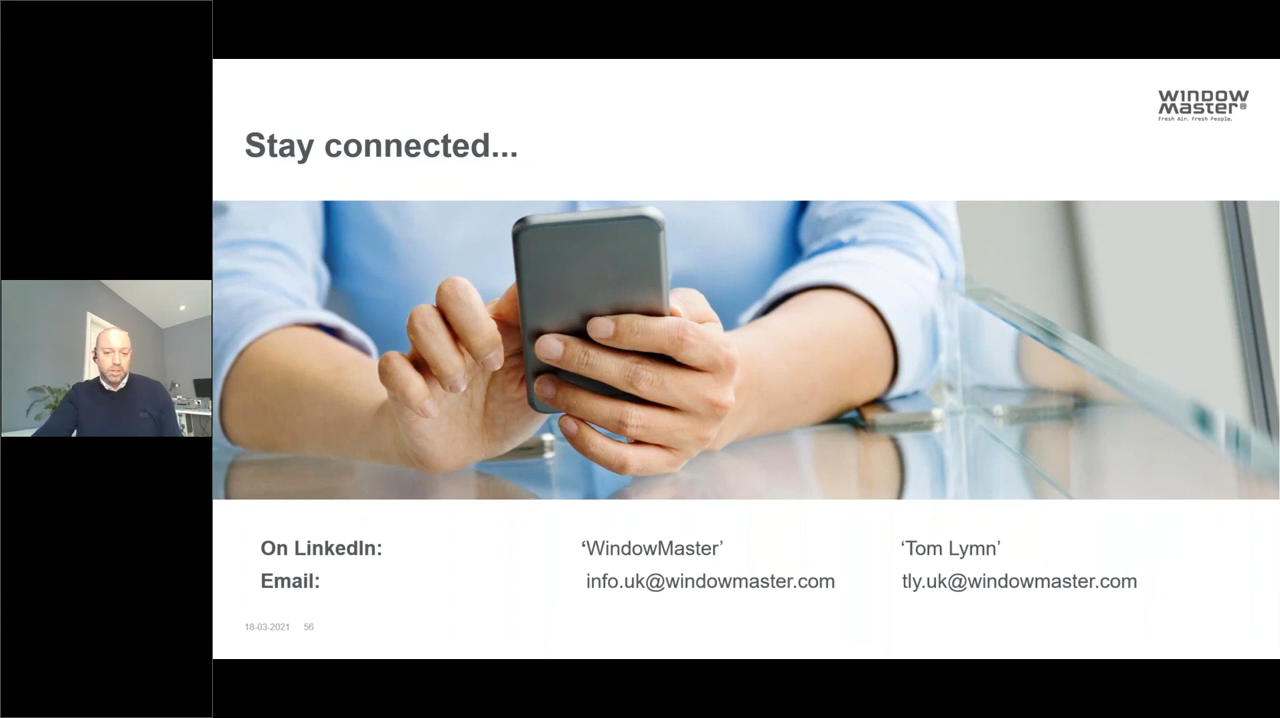 WINDOW
MASTER®
Fresh Air. Fresh People.
Stay connected...
On LinkedIn: ‘WindowMaster’ ‘Tom Lymn’
Email: info.uk@windowmaster.com tly.uk@windowmaster.com
18-03-2021 56